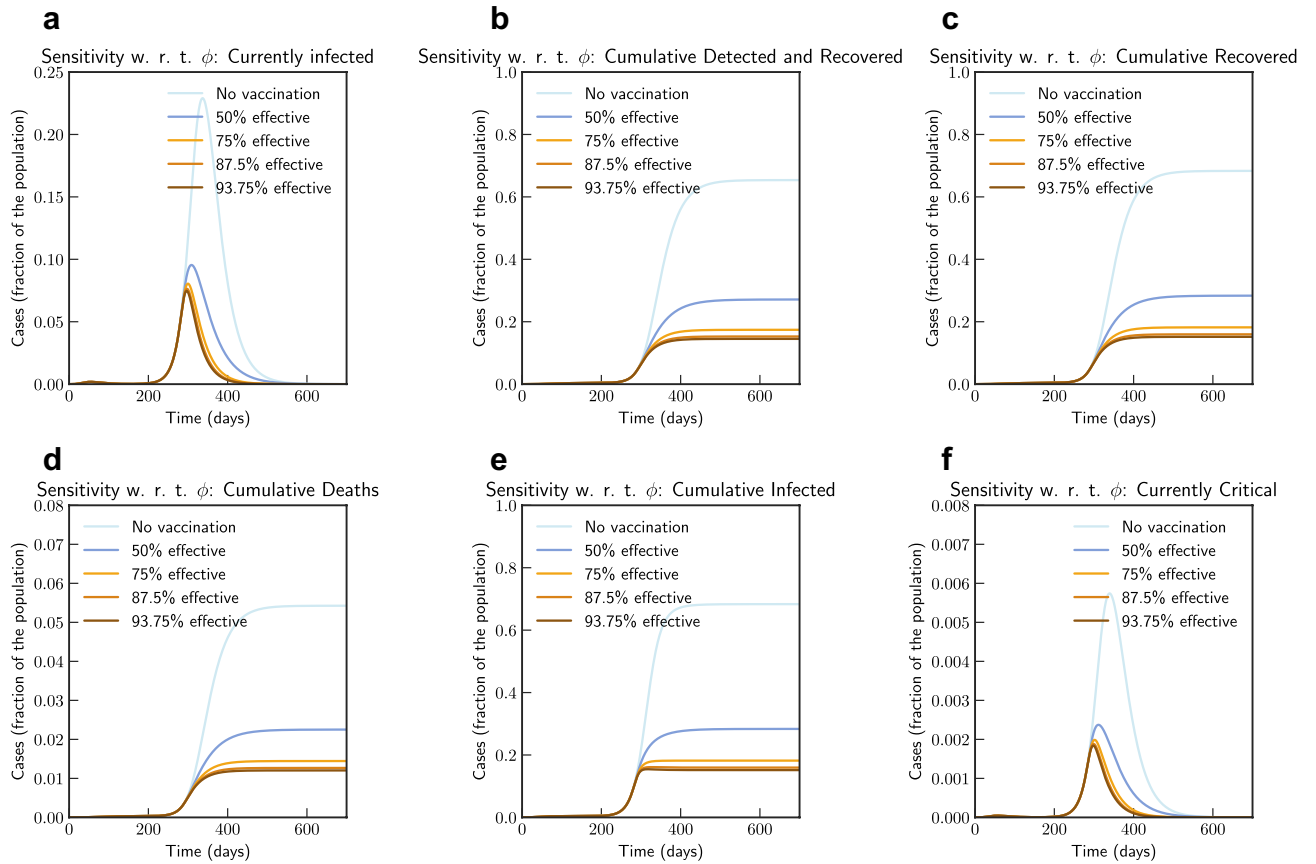 a
Sensitivity w. r. t. ϕ: Currently infected
0.25
0.20
0.15
0.10
0.05
0.00
Cases (fraction of the population)
No vaccination
50% effective
75% effective
87.5% effective
93.75% effective
0 200 400 600
Time (days)
b
Sensitivity w. r. t. ϕ: Cumulative Detected and Recovered
1.0
0.8
0.6
0.4
0.2
0.0
Cases (fraction of the population)
No vaccination
50% effective
75% effective
87.5% effective
93.75% effective
0 200 400 600
Time (days)
c
Sensitivity w. r. t. ϕ: Cumulative Recovered
1.0
0.8
0.6
0.4
0.2
0.0
Cases (fraction of the population)
No vaccination
50% effective
75% effective
87.5% effective
93.75% effective
0 200 400 600
Time (days)
d
Sensitivity w. r. t. ϕ: Cumulative Deaths
0.08
0.07
0.06
0.05
0.04
0.03
0.02
0.01
0.00
Cases (fraction of the population)
No vaccination
50% effective
75% effective
87.5% effective
93.75% effective
0 200 400 600
Time (days)
e
Sensitivity w. r. t. ϕ: Cumulative Infected
1.0
0.8
0.6
0.4
0.2
0.0
Cases (fraction of the population)
No vaccination
50% effective
75% effective
87.5% effective
93.75% effective
0 200 400 600
Time (days)
f
Sensitivity w. r. t. ϕ: Currently Critical
0.008
0.007
0.006
0.005
0.004
0.003
0.002
0.001
0.000
Cases (fraction of the population)
No vaccination
50% effective
75% effective
87.5% effective
93.75% effective
0 200 400 600
Time (days)